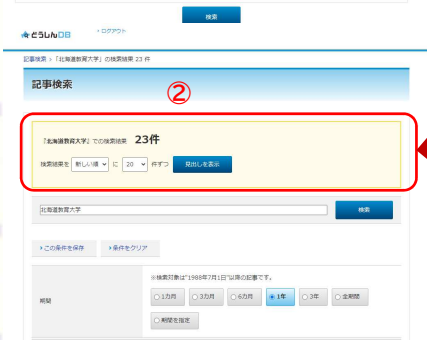 検索
どうしんDB
・ログアウト
記事検索 > 「北海道教育大学」の検索結果 23 件
記事検索
②
「北海道教育大学」での検索結果 23件
検索結果を 新しい順 に 20 件ずつ 見出しを表示
北海道教育大学 検索
この条件を保存 条件をクリア
※検索対象は"1988年7月1日"以降の記事です。
期間 1カ月 3カ月 6カ月 1年 3年 全期間
期間を指定